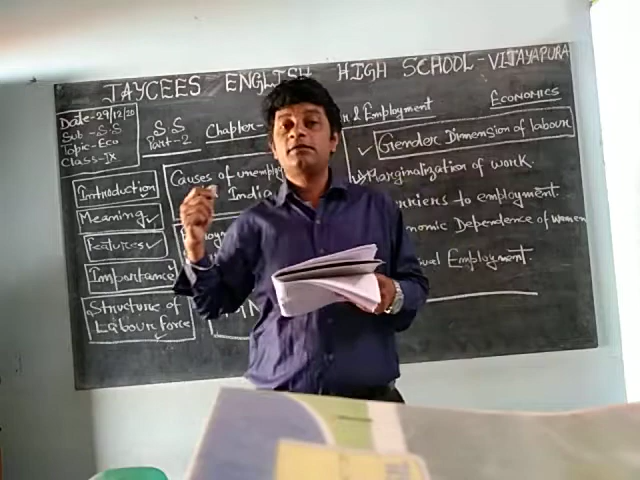 JAYCEES ENGLISH HIGH SCHOOL - VIJAYAPURA
Date-29/12/20
Sub - S.S
Topic-Eco
Class-IX
S.S
Part-2
Chapter-
& Employment
ECONOMICS
Introduction
Meaning
Features
Importance
Structure of
Labour force
Causes of
India
Gender Dimension of labour
Marginalization of work.
to employment.
Dependence of women
Employment.